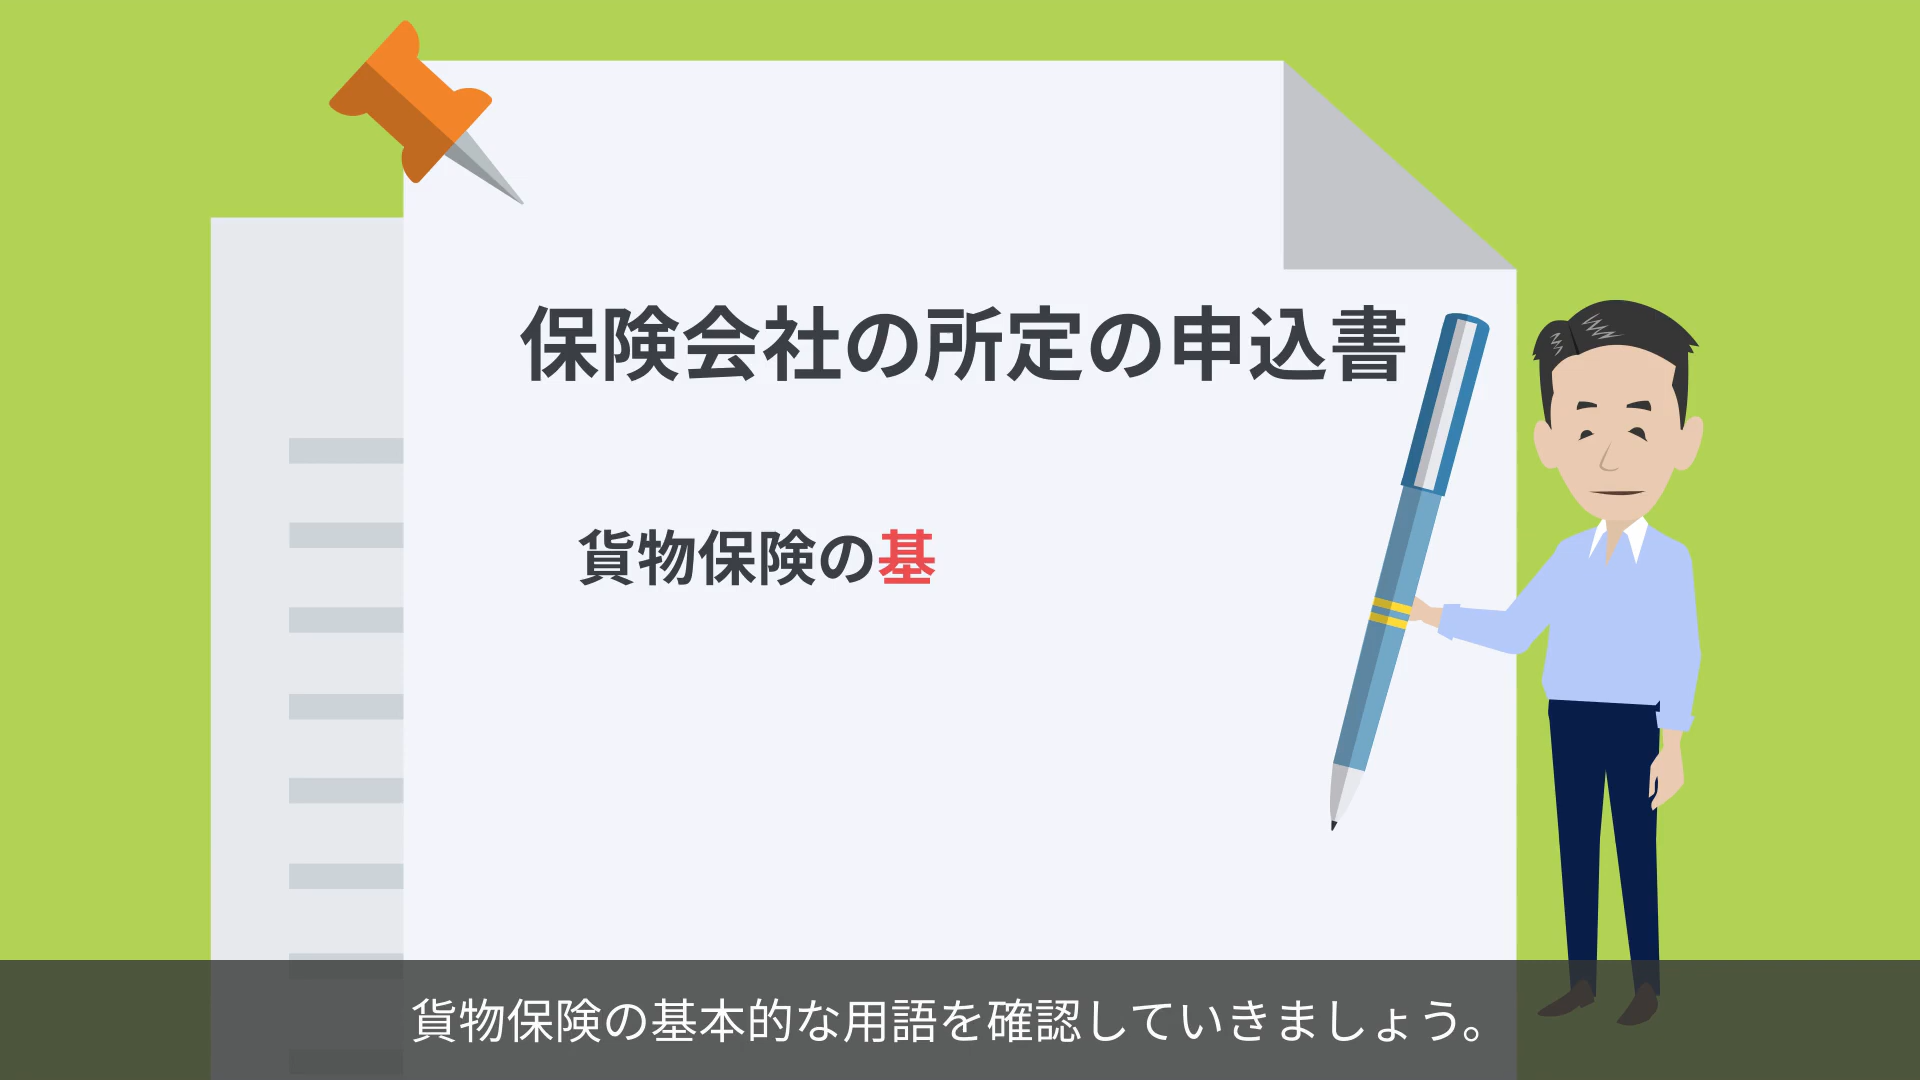 保険会社の所定の申込書
貨物保険の基
貨物保険の基本的な用語を確認していきましょう。